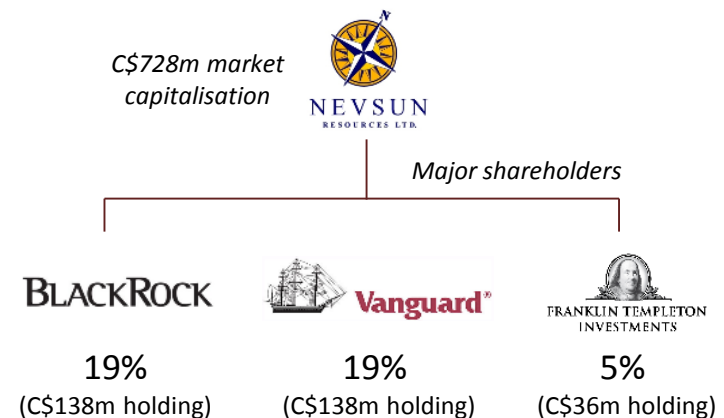 C$728m market
capitalisation
NEVSUN
RESOURCES LTD.
Major shareholders
BLACKROCK
Vanguard®
FRANKLIN TEMPLETON
INVESTMENTS
19%
(C$138m holding)
19%
(C$138m holding)
5%
(C$36m holding)